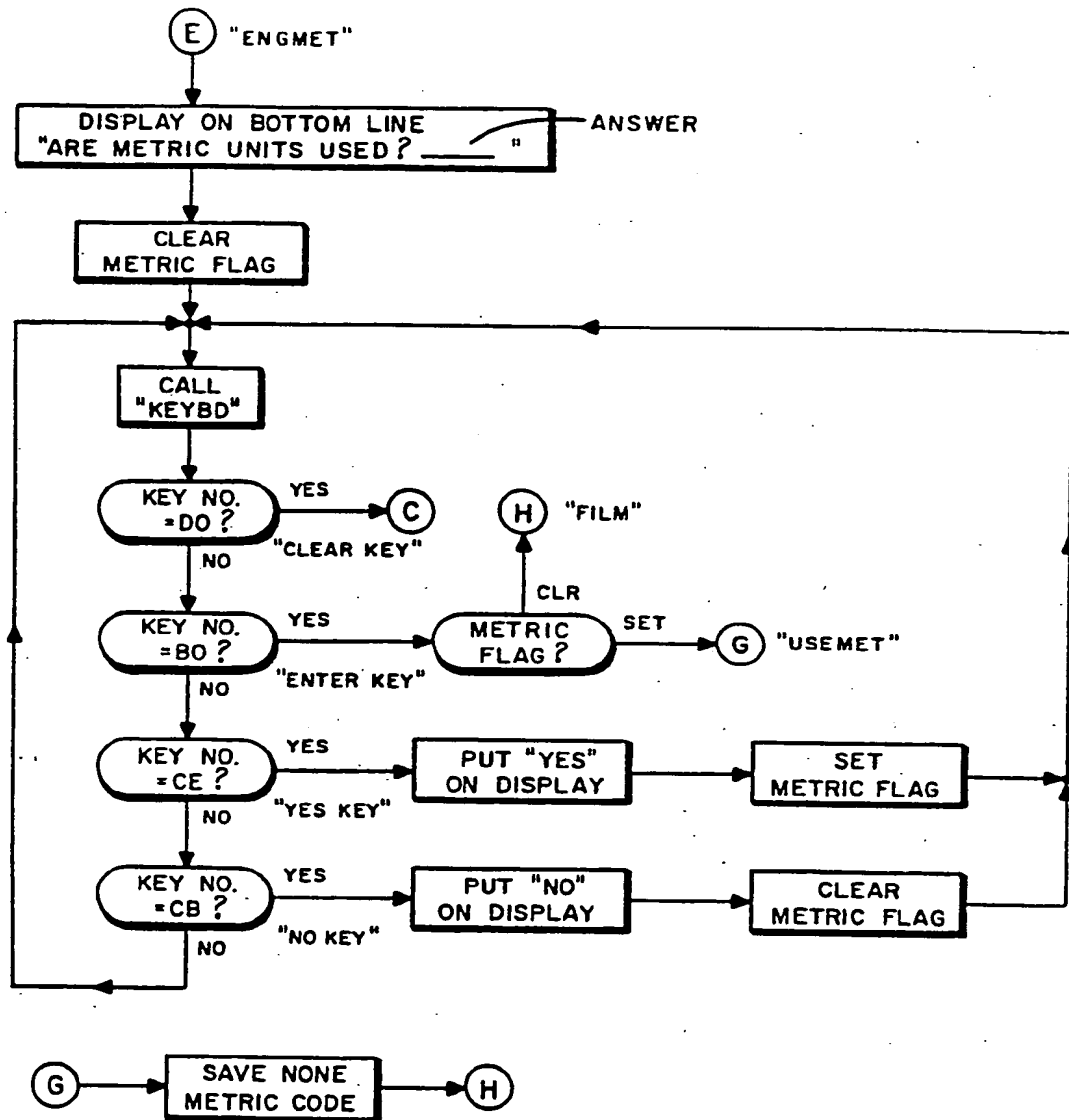 E "ENGMET"
DISPLAY ON BOTTOM LINE
"ARE METRIC UNITS USED? ____ "
ANSWER
CLEAR
METRIC FLAG
CALL
"KEYBD"
KEY NO.
=DO?
YES
"CLEAR KEY"
C
NO
H "FILM"
CLR
KEY NO.
=BO?
YES
"ENTER KEY"
METRIC
FLAG?
SET
G "USEMET"
NO
KEY NO.
=CE?
YES
"YES KEY"
PUT "YES"
ON DISPLAY
SET
METRIC FLAG
NO
KEY NO.
=CB?
YES
"NO KEY"
PUT "NO"
ON DISPLAY
CLEAR
METRIC FLAG
NO
G
SAVE NONE
METRIC CODE
H